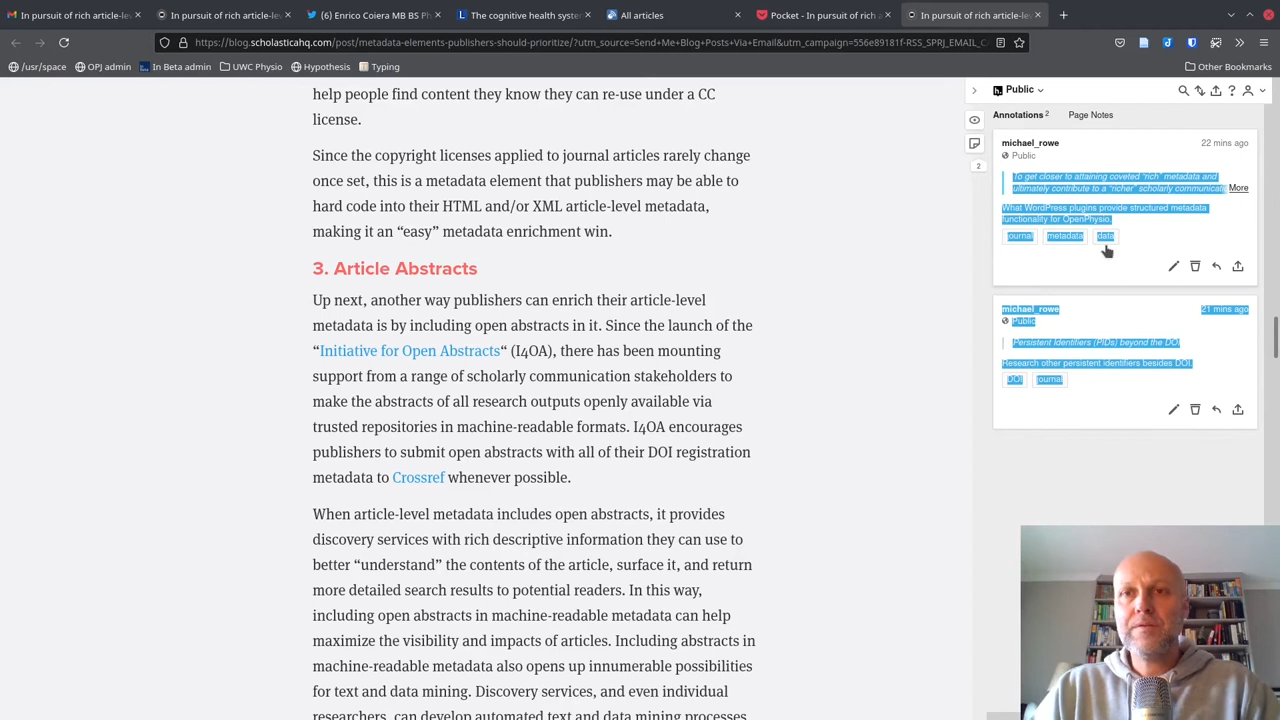 In pursuit of rich article-level
In pursuit of rich article-level
(6) Enrico Coiera MB BS Ph
The cognitive health system
All articles
Pocket - In pursuit of rich a
In pursuit of rich article-level
https://blog.scholasticahq.com/post/metadata-elements-publishers-should-prioritize/?utm_source=Send+Me+Blog+Posts+Via+Email&utm_campaign=556e89181f-RSS_SPRJ_EMAIL_C
/usr/space
OPJ admin
In Beta admin
UWC Physio
Hypothesis
Typing
Other Bookmarks
help people find content they know they can re-use under a CC
license.
Since the copyright licenses applied to journal articles rarely change
once set, this is a metadata element that publishers may be able to
hard code into their HTML and/or XML article-level metadata,
making it an “easy” metadata enrichment win.
3. Article Abstracts
Up next, another way publishers can enrich their article-level
metadata is by including open abstracts in it. Since the launch of the
“Initiative for Open Abstracts“ (I4OA), there has been mounting
support from a range of scholarly communication stakeholders to
make the abstracts of all research outputs openly available via
trusted repositories in machine-readable formats. I4OA encourages
publishers to submit open abstracts with all of their DOI registration
metadata to Crossref whenever possible.
When article-level metadata includes open abstracts, it provides
discovery services with rich descriptive information they can use to
better “understand” the contents of the article, surface it, and return
more detailed search results to potential readers. In this way,
including open abstracts in machine-readable metadata can help
maximize the visibility and impacts of articles. Including abstracts in
machine-readable metadata also opens up innumerable possibilities
for text and data mining. Discovery services, and even individual
researchers, can develop automated text and data mining processes
Public
Annotations 2
Page Notes
2
michael_rowe
22 mins ago
Public
To get closer to attaining coveted “rich” metadata and
ultimately contribute to a “richer” scholarly communicati
More
What WordPress plugins provide structured metadata
functionality for OpenPhysio.
journal
metadata
data
michael_rowe
21 mins ago
Public
Persistent Identifiers (PIDs) beyond the DOI
Research other persistent identifiers besides DOI.
DOI
journal